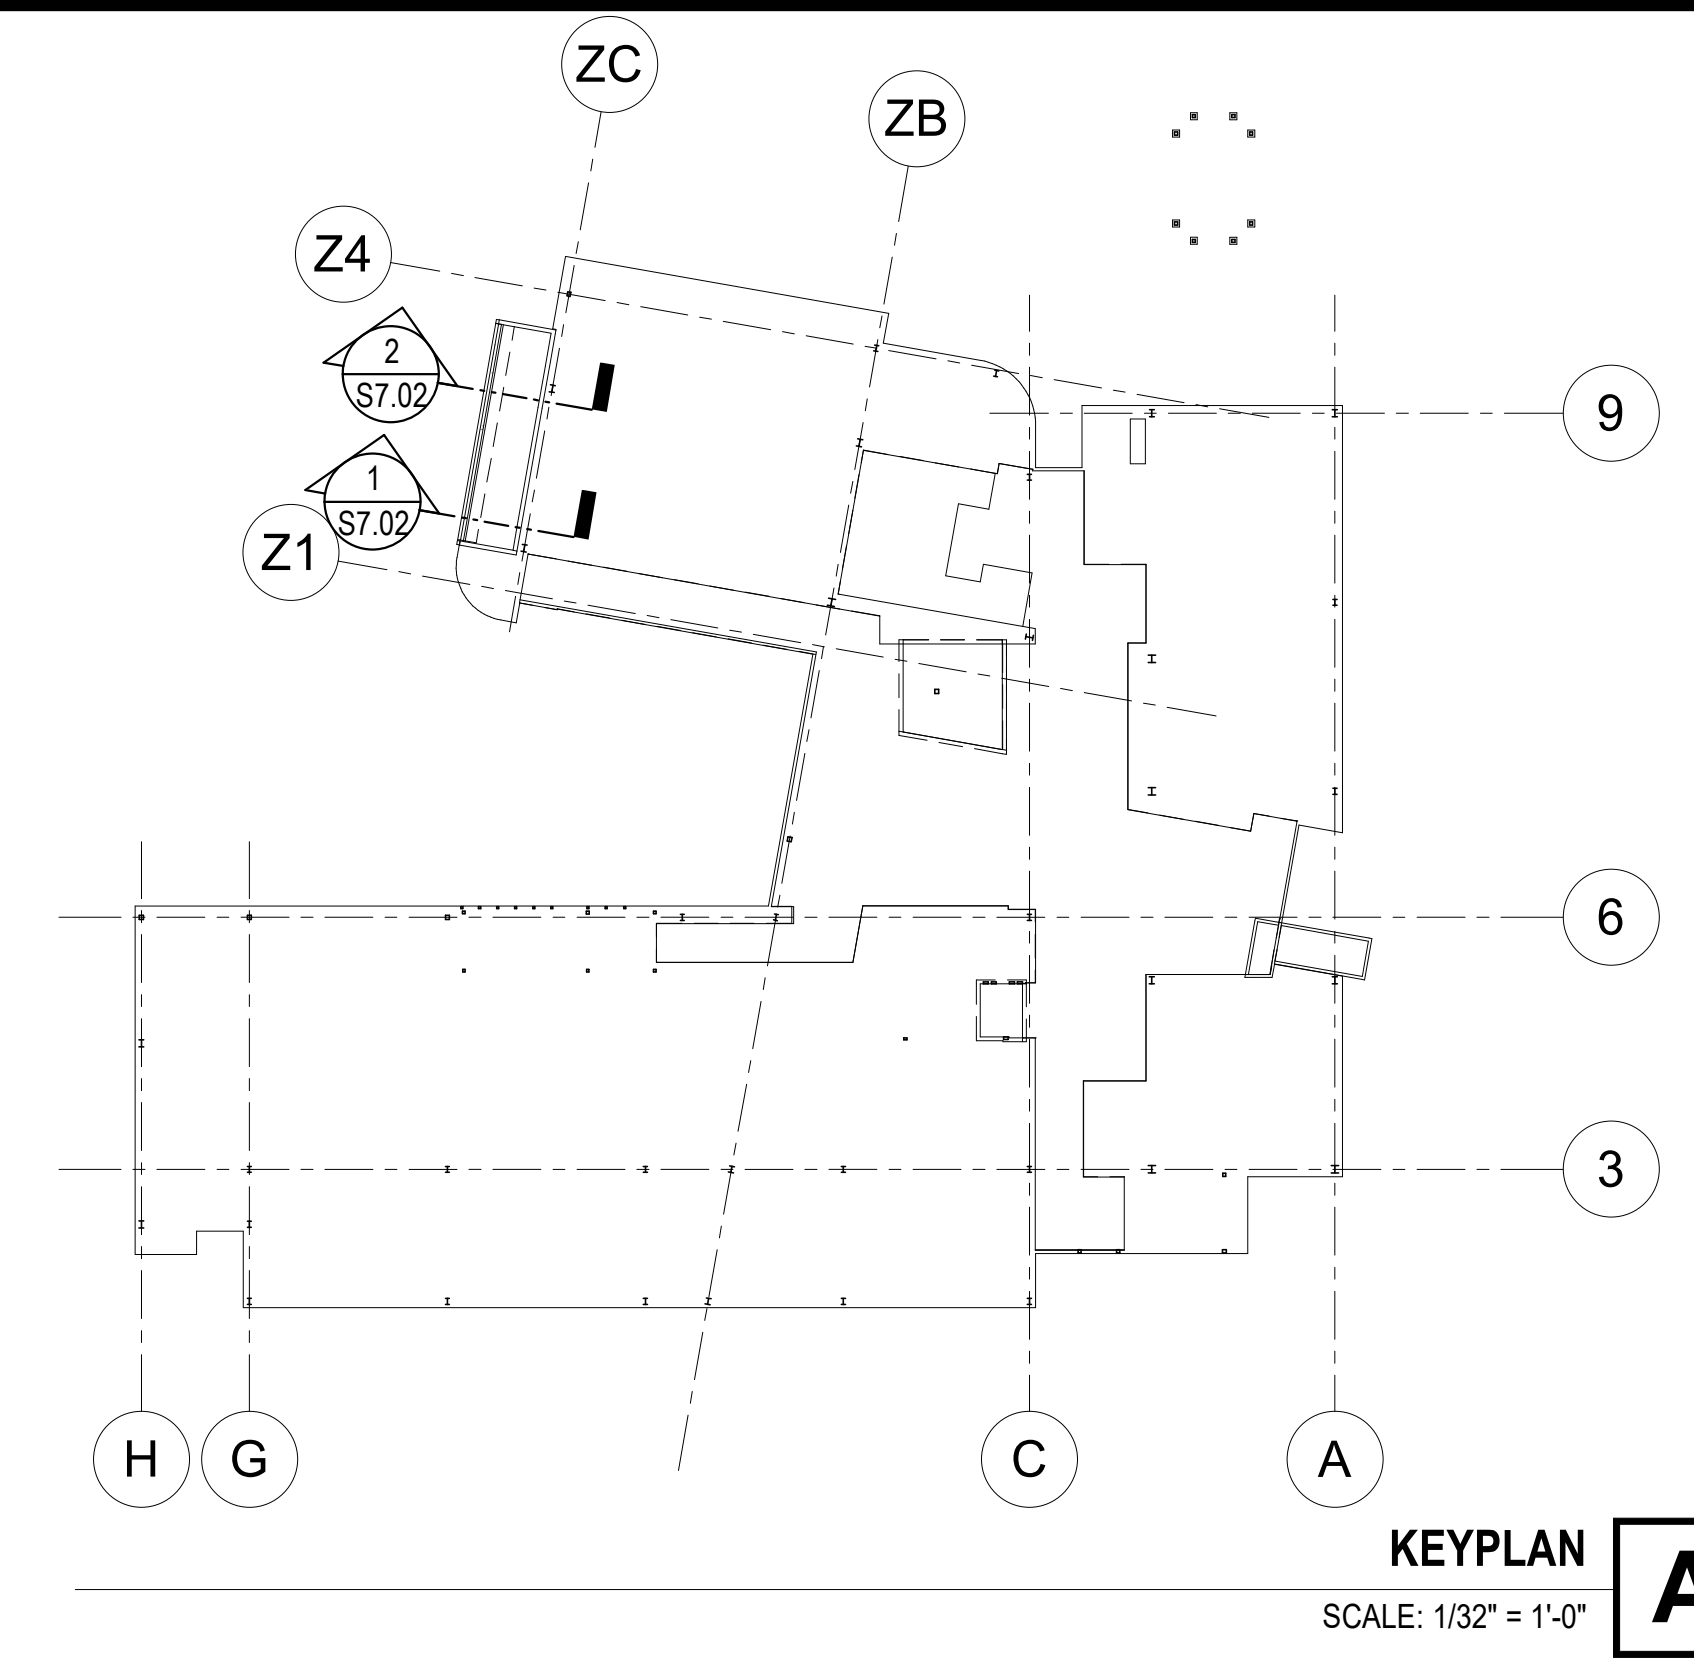 ZC
ZB
Z4
2
S7.02
9
1
S7.02
Z1
6
3
H
G
C
A
KEYPLAN
A
SCALE: 1/32" = 1'-0"